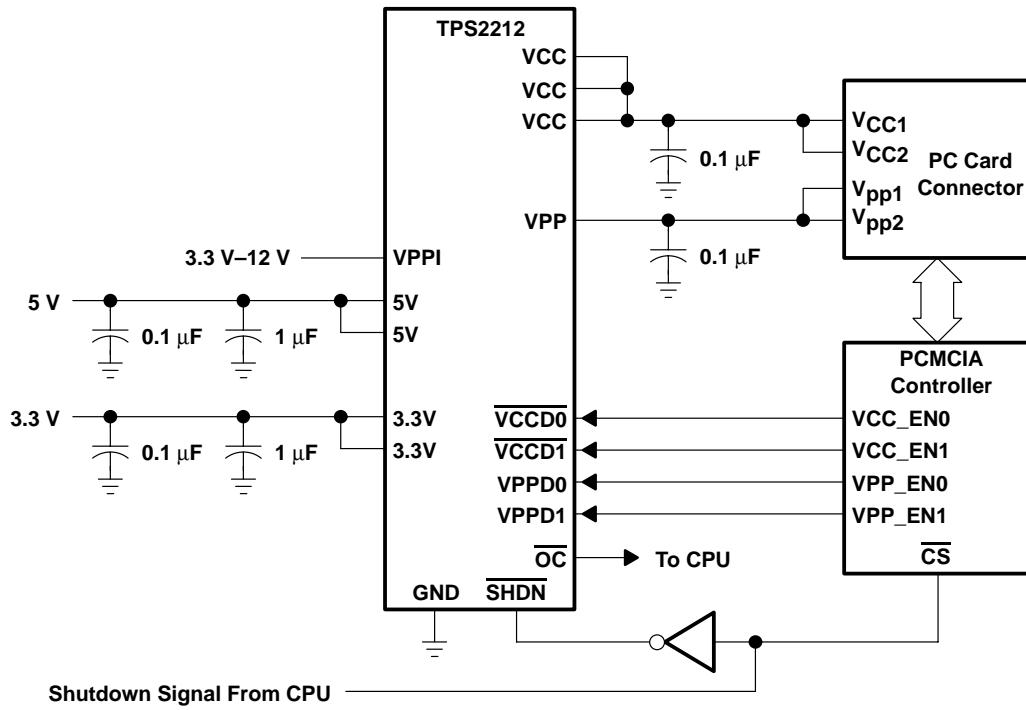 TPS2212
VCC
VCC
VCC
VPP
VPPI
5V
5V
3.3V
3.3V
VCCD0
VCCD1
VPPD0
VPPD1
OC
GND
SHDN
3.3 V–12 V
5 V
0.1 μF
1 μF
3.3 V
0.1 μF
1 μF
0.1 μF
0.1 μF
VCC1
VCC2
Vpp1
Vpp2
PC Card
Connector
PCMCIA
Controller
VCC_EN0
VCC_EN1
VPP_EN0
VPP_EN1
CS
To CPU
Shutdown Signal From CPU